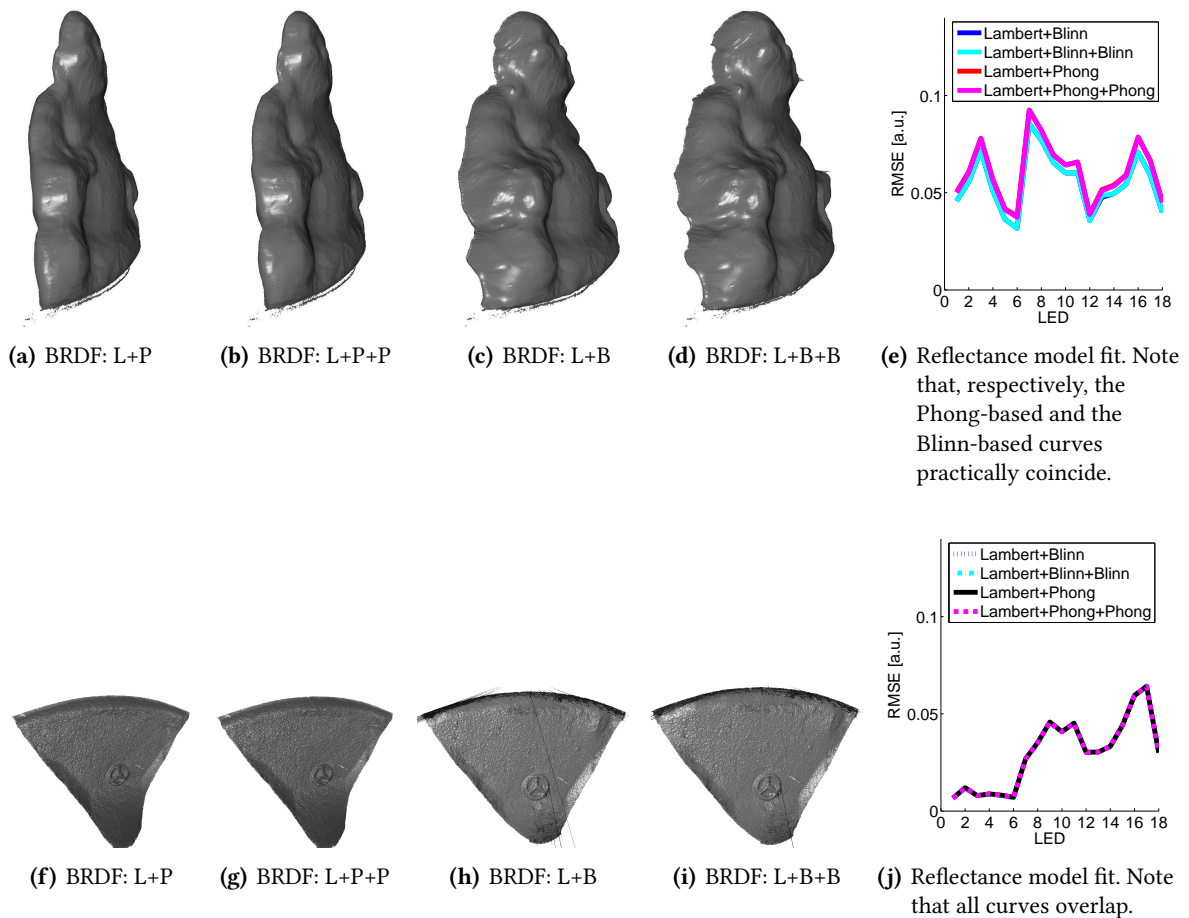 Lambert+Blinn
Lambert+Blinn+Blinn
Lambert+Phong
Lambert+Phong+Phong
0.1
0.05
0
RMSE [a.u.]
0 2 4 6 8 10 12 14 16 18
LED
(a) BRDF: L+P
(b) BRDF: L+P+P
(c) BRDF: L+B
(d) BRDF: L+B+B
(e) Reflectance model fit. Note
that, respectively, the
Phong-based and the
Blinn-based curves
practically coincide.
Lambert+Blinn
Lambert+Blinn+Blinn
Lambert+Phong
Lambert+Phong+Phong
0.1
0.05
0
RMSE [a.u.]
0 2 4 6 8 10 12 14 16 18
LED
(f) BRDF: L+P
(g) BRDF: L+P+P
(h) BRDF: L+B
(i) BRDF: L+B+B
(j) Reflectance model fit. Note
that all curves overlap.